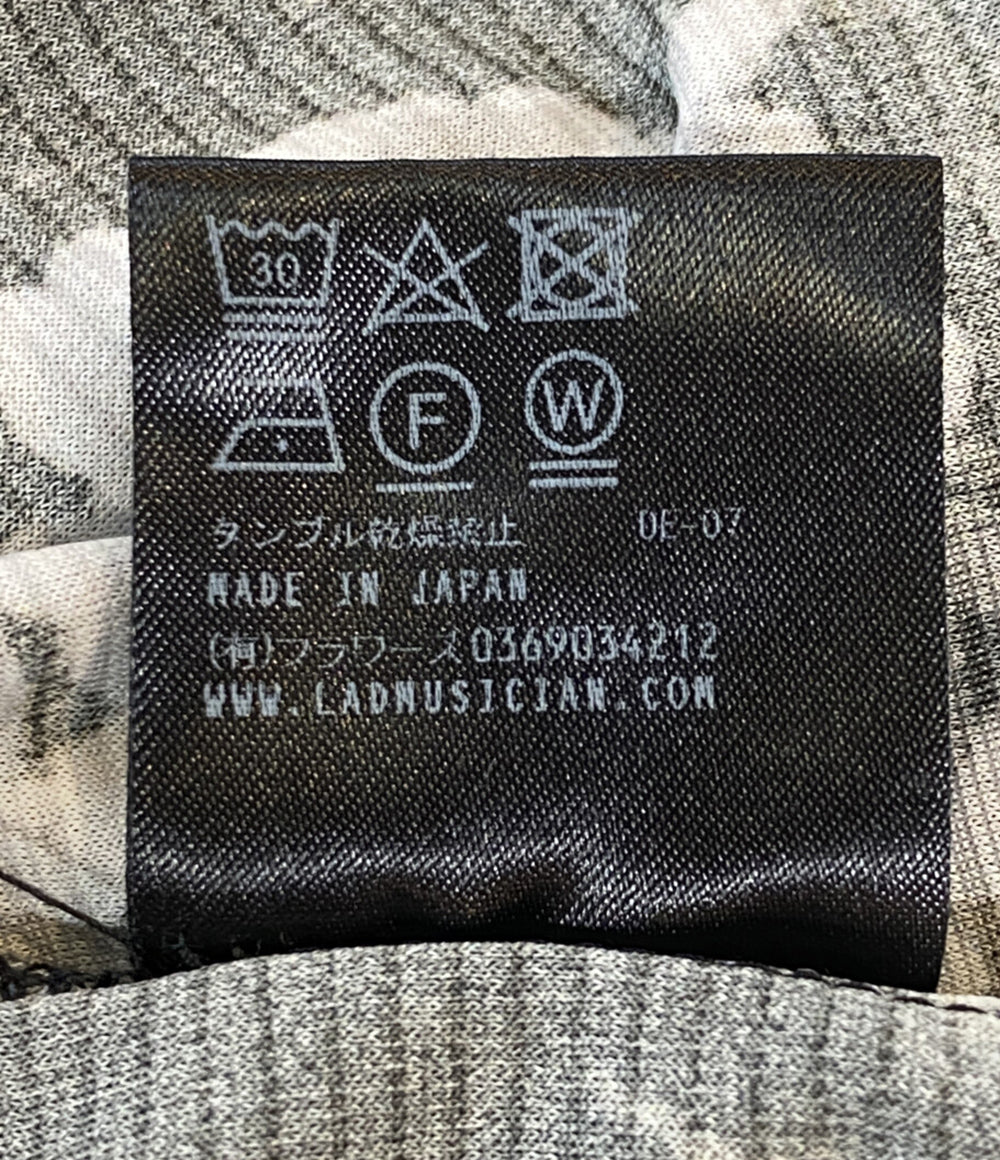 30
F W
タンブル乾燥禁止 DE-07
MADE IN JAPAN
(有)フラワーズ0369034212
WWW.LADMUSICIAN.COM